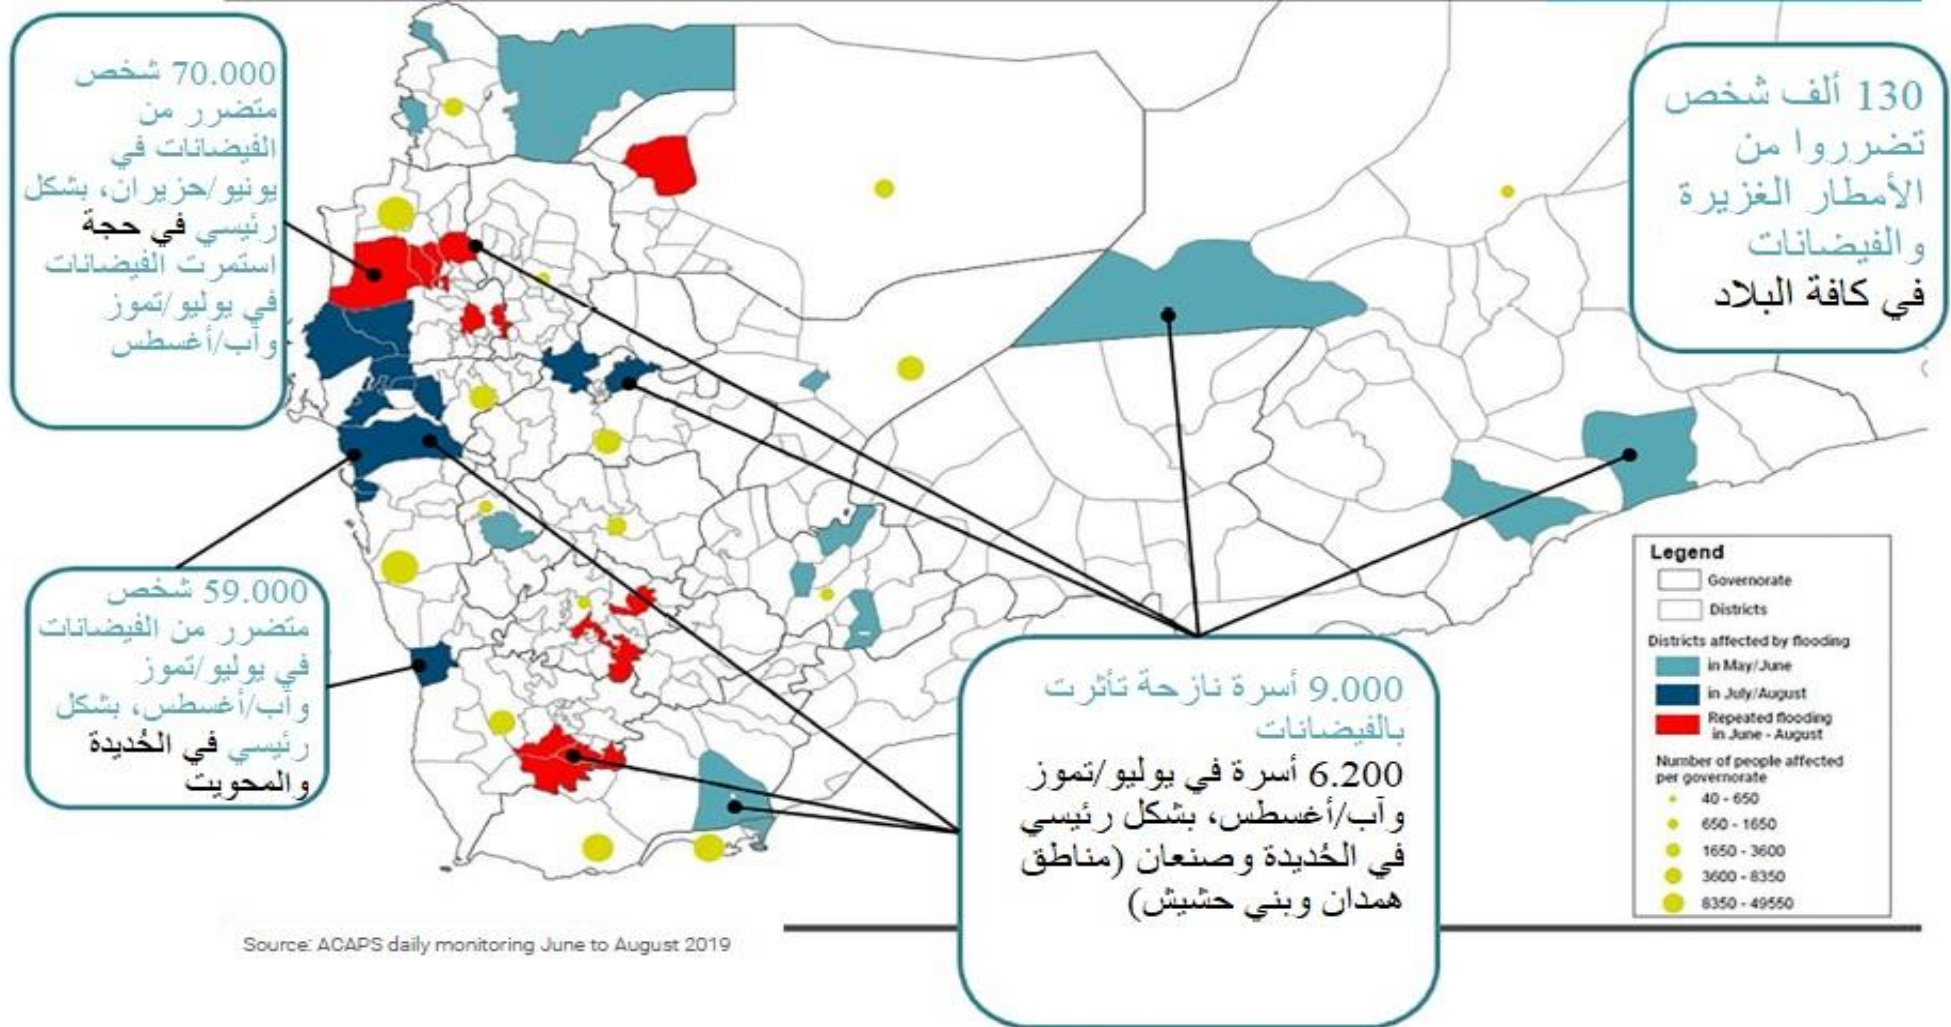 70.000 شخص
متضرر من
الفيضانات في
يونيو/حزيران، بشكل
رئيسي في حجة
استمرت الفيضانات
في يوليو/تموز
وآب/أغسطس
130 ألف شخص
تضرروا من
الأمطار الغزيرة
والفيضانات
في كافة البلاد
59.000 شخص
متضرر من الفيضانات
في يوليو/تموز
وآب/أغسطس، بشكل
رئيسي في الحُديدة
والمحويت
9.000 أسرة نازحة تأثرت
بالفيضانات
6.200 أسرة في يوليو/تموز
وآب/أغسطس، بشكل رئيسي
في الحُديدة وصنعان (مناطق
همدان وبني حشيش)
Legend
Governorate
Districts
Districts affected by flooding
in May/June
in July/August
Repeated flooding
in June - August
Number of people affected
per governorate
40 - 650
650 - 1650
1650 - 3600
3600 - 8350
8350 - 49550
Source: ACAPS daily monitoring June to August 2019